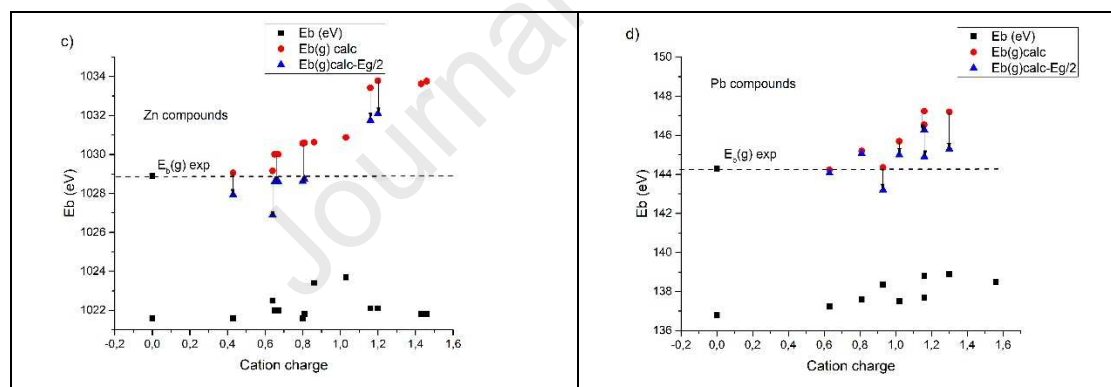 c)
Eb (eV)
Eb(g) calc
Eb(g)calc-Eg/2
Zn compounds
E_b(g) exp
1034
1032
1030
1028
1026
1024
1022
Eb (eV)
-0,2 0,0 0,2 0,4 0,6 0,8 1,0 1,2 1,4 1,6
Cation charge
d)
Eb (eV)
Eb(g)calc
Eb(g)calc-Eg/2
Pb compounds
E_b(g) exp
150
148
146
144
142
140
138
136
Eb (eV)
-0,2 0,0 0,2 0,4 0,6 0,8 1,0 1,2 1,4 1,6
Cation charge
Journal